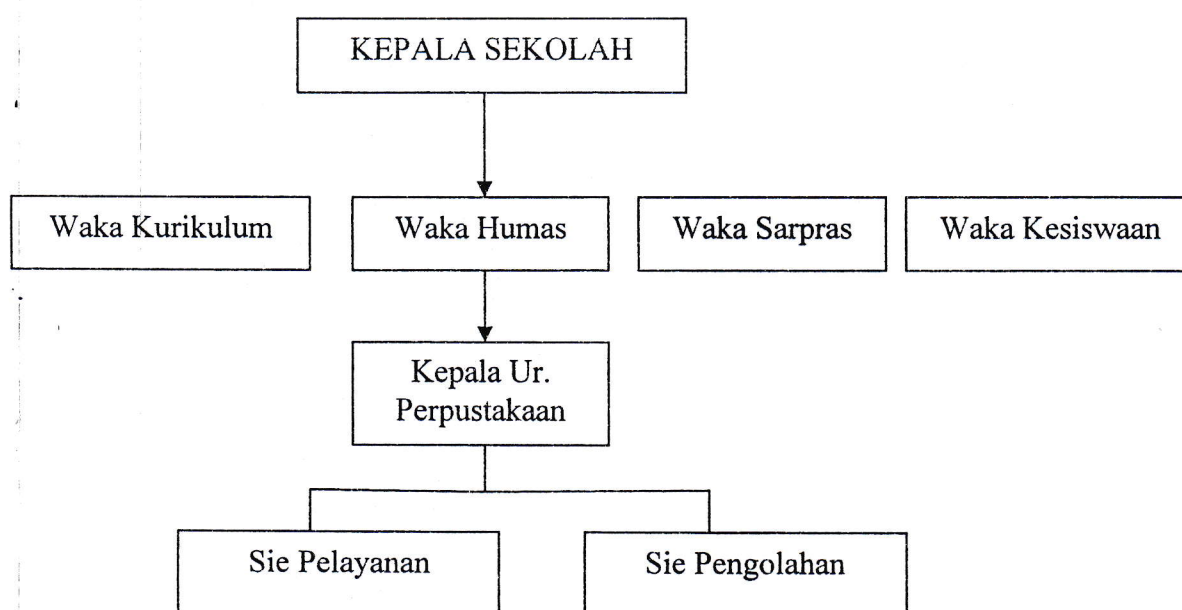 KEPALA SEKOLAH
Waka Kurikulum
Waka Humas
Waka Sarpras
Waka Kesiswaan
Kepala Ur.
Perpustakaan
Sie Pelayanan
Sie Pengolahan